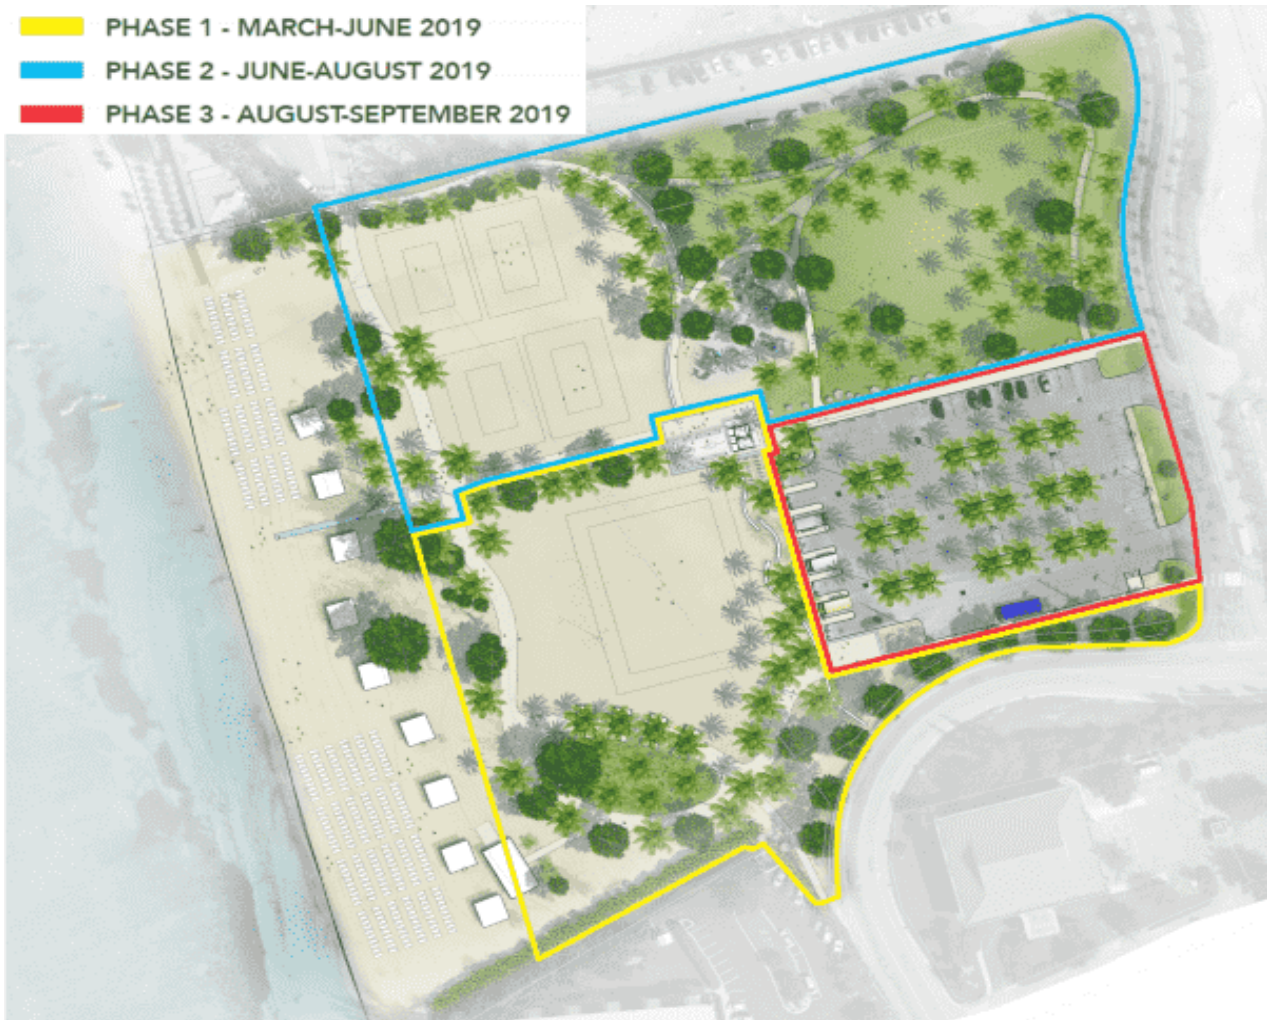 PHASE 1 - MARCH-JUNE 2019
PHASE 2 - JUNE-AUGUST 2019
PHASE 3 - AUGUST-SEPTEMBER 2019